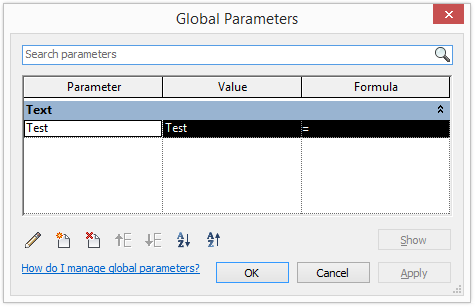 Global Parameters
Search parameters
Parameter Value Formula
Text
Test Test =
Show
How do I manage global parameters? OK Cancel Apply